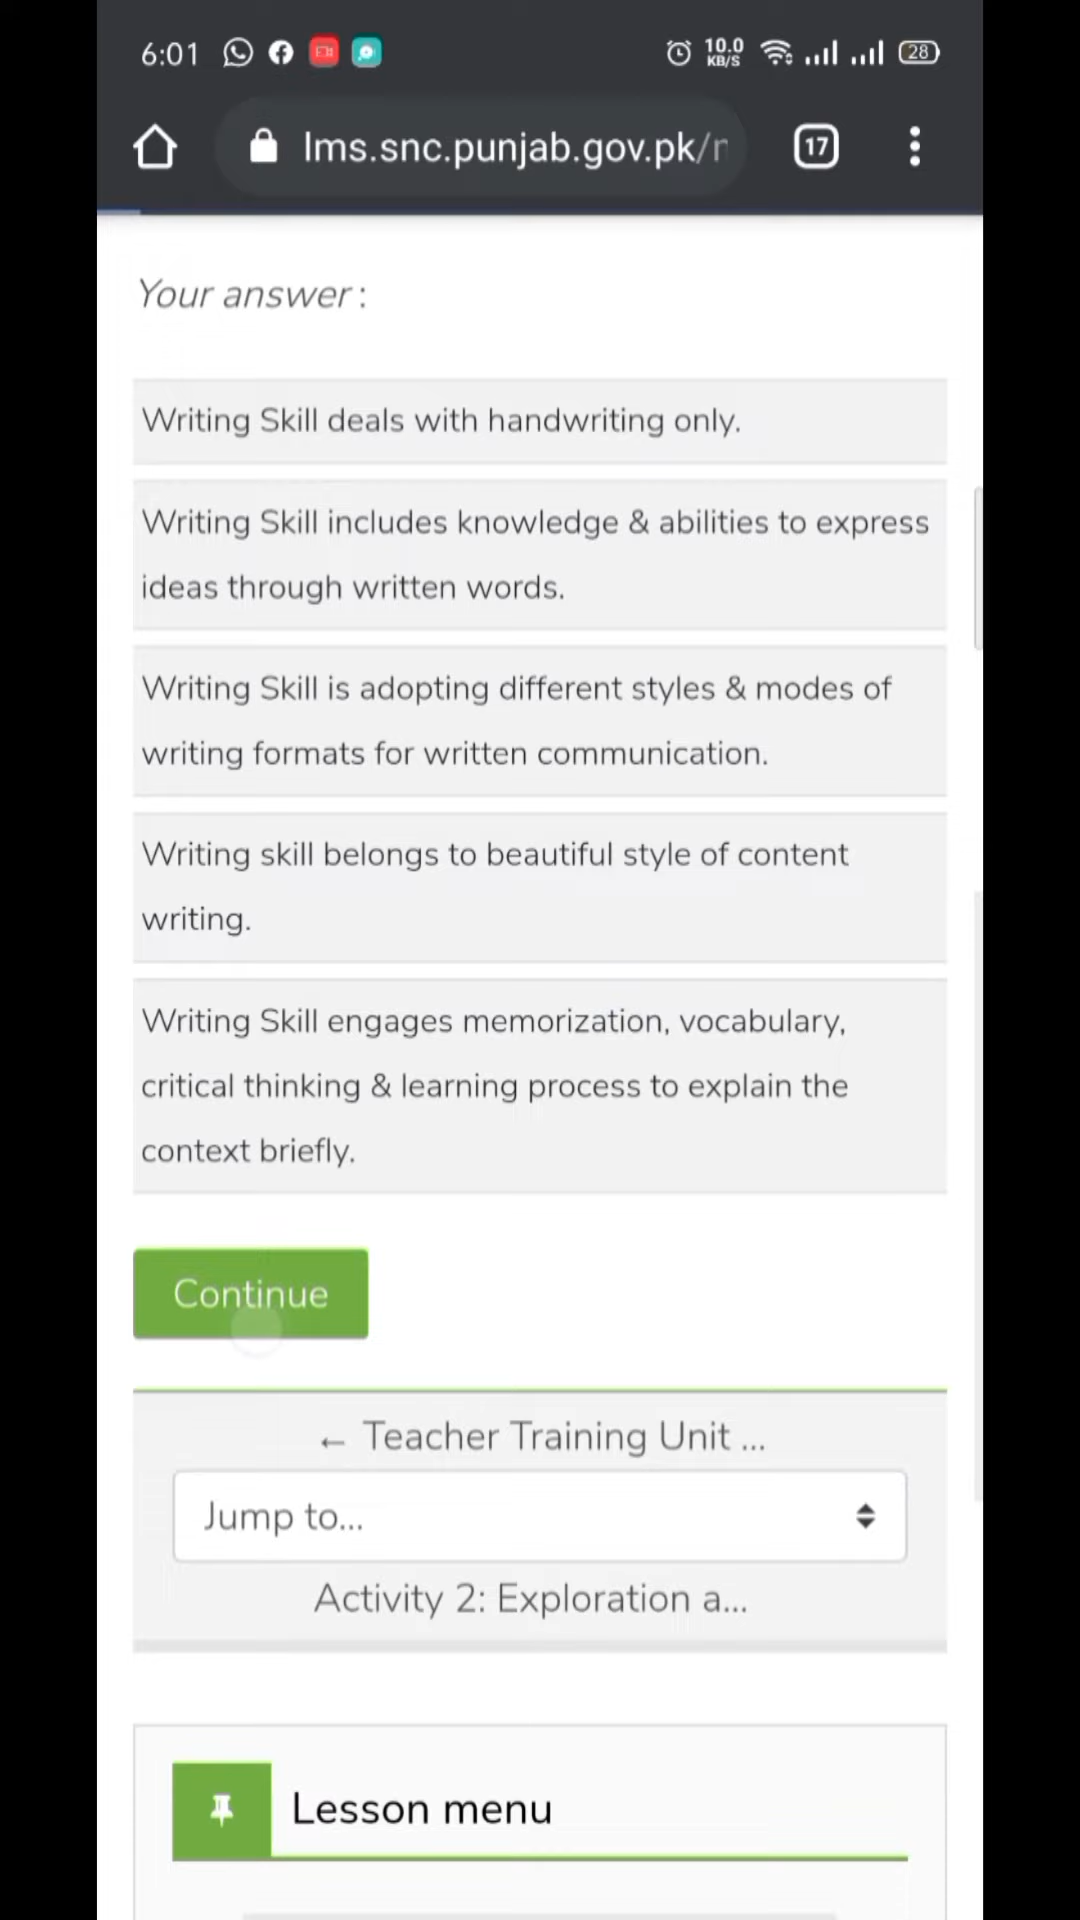 6:01
10.0
KB/S
28
lms.snc.punjab.gov.pk/
17
Your answer :
Writing Skill deals with handwriting only.
Writing Skill includes knowledge & abilities to express
ideas through written words.
Writing Skill is adopting different styles & modes of
writing formats for written communication.
Writing skill belongs to beautiful style of content
writing.
Writing Skill engages memorization, vocabulary,
critical thinking & learning process to explain the
context briefly.
Continue
← Teacher Training Unit ...
Jump to...
Activity 2: Exploration a...
Lesson menu